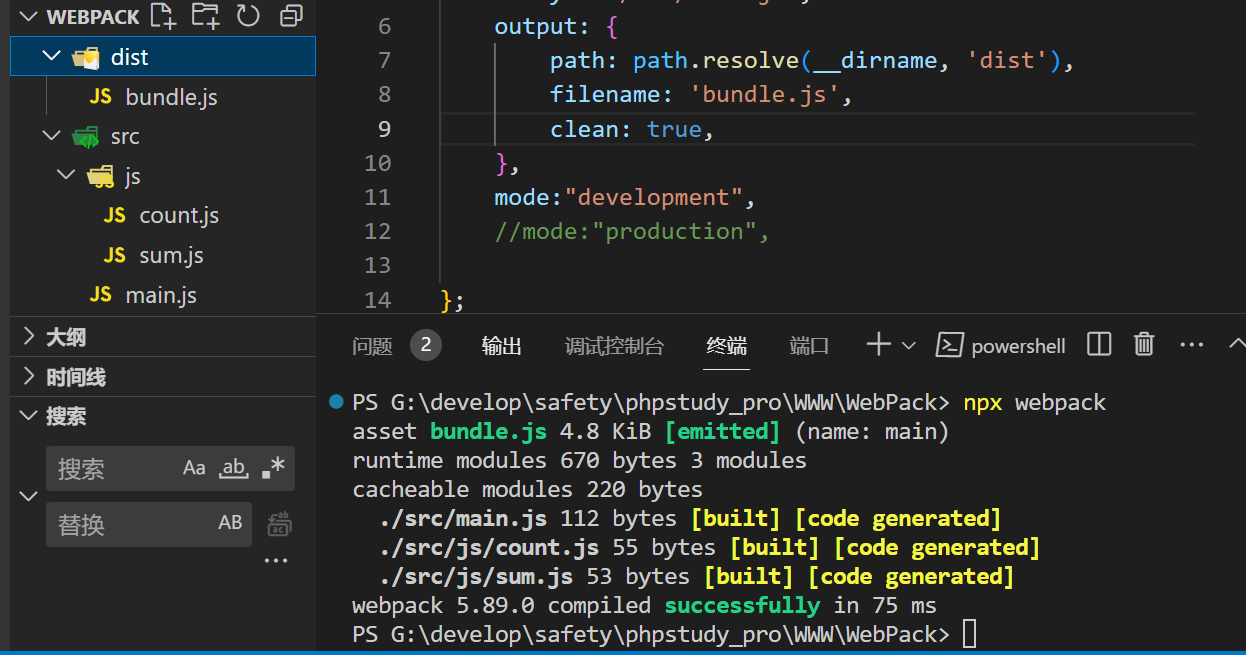 WEBPACK
dist
JS bundle.js
src
js
JS count.js
JS sum.js
JS main.js
大纲
时间线
搜索
搜索 Aa ab *
替换 AB
6 output: {
7 path: path.resolve(__dirname, 'dist'),
8 filename: 'bundle.js',
9 clean: true,
10 },
11 mode:"development",
12 //mode:"production",
13
14 };
问题 2 输出 调试控制台 终端 端口 powershell
PS G:\develop\safety\phpstudy_pro\WWW\WebPack> npx webpack
asset bundle.js 4.8 KiB [emitted] (name: main)
runtime modules 670 bytes 3 modules
cacheable modules 220 bytes
./src/main.js 112 bytes [built] [code generated]
./src/js/count.js 55 bytes [built] [code generated]
./src/js/sum.js 53 bytes [built] [code generated]
webpack 5.89.0 compiled successfully in 75 ms
PS G:\develop\safety\phpstudy_pro\WWW\WebPack>